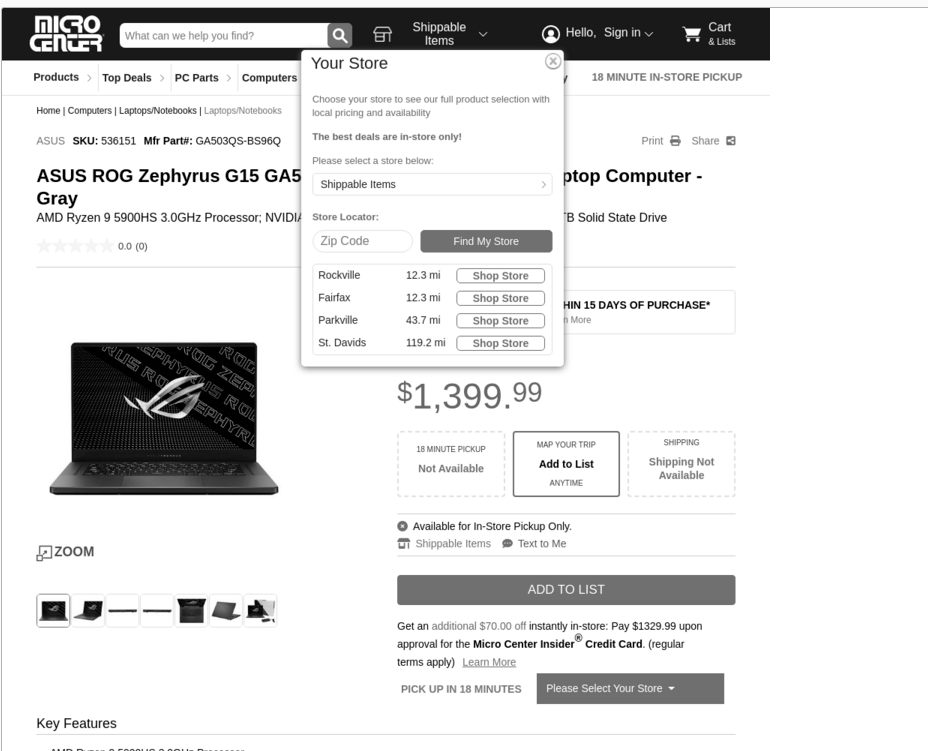 MICRO CENTER
What can we help you find?
Shippable Items
Hello, Sign in
Cart & Lists
Products
Top Deals
PC Parts
Computers
18 MINUTE IN-STORE PICKUP
Your Store
Choose your store to see our full product selection with
local pricing and availability
The best deals are in-store only!
Please select a store below:
Shippable Items
Store Locator:
Zip Code
Find My Store
Rockville 12.3 mi Shop Store
Fairfax 12.3 mi Shop Store
Parkville 43.7 mi Shop Store
St. Davids 119.2 mi Shop Store
Home | Computers | Laptops/Notebooks | Laptops/Notebooks
ASUS SKU: 536151 Mfr Part#: GA503QS-BS96Q
Print Share
ASUS ROG Zephyrus G15 GA5 ptop Computer -
Gray
AMD Ryzen 9 5900HS 3.0GHz Processor; NVIDIA TB Solid State Drive
0.0 (0)
HIN 15 DAYS OF PURCHASE*
n More
$1,399.99
18 MINUTE PICKUP
Not Available
MAP YOUR TRIP
Add to List
ANYTIME
SHIPPING
Shipping Not
Available
Available for In-Store Pickup Only.
Shippable Items Text to Me
ZOOM
ADD TO LIST
Get an additional $70.00 off instantly in-store: Pay $1329.99 upon
approval for the Micro Center Insider® Credit Card. (regular
terms apply) Learn More
PICK UP IN 18 MINUTES Please Select Your Store
Key Features
AMD Ryzen 9 5900HS 3.0GHz Processor